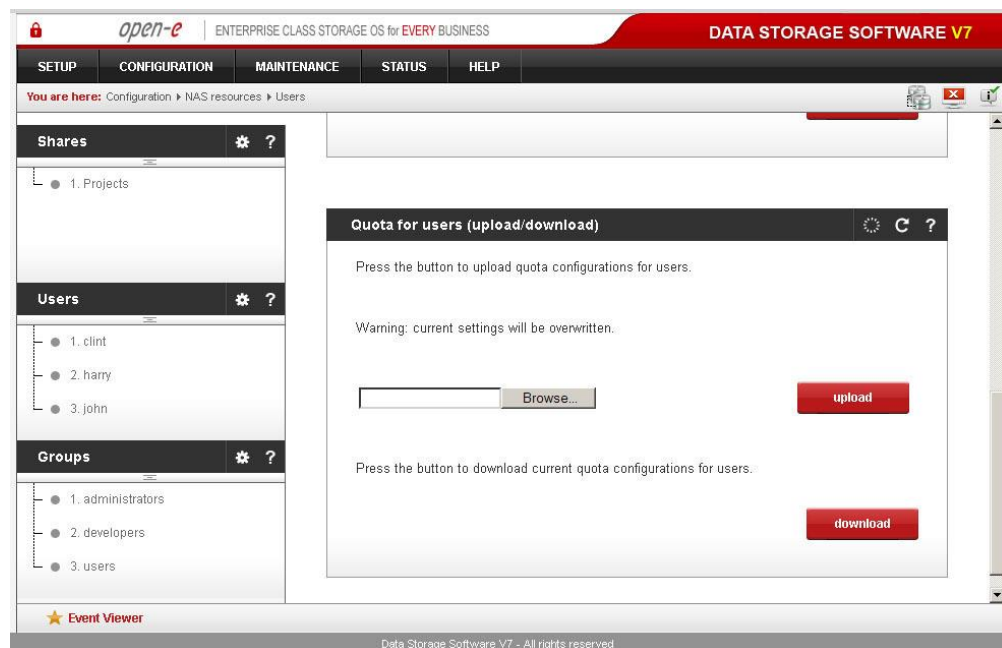 open-e ENTERPRISE CLASS STORAGE OS for EVERY BUSINESS DATA STORAGE SOFTWARE V7
SETUP CONFIGURATION MAINTENANCE STATUS HELP
You are here: Configuration NAS resources Users
Shares ?
1. Projects
Users ?
1. clint
2. harry
3. john
Groups ?
1. administrators
2. developers
3. users
Quota for users (upload/download) ?
Press the button to upload quota configurations for users.
Warning: current settings will be overwritten.
Browse... upload
Press the button to download current quota configurations for users.
download
Event Viewer
Data Storage Software V7 - All rights reserved